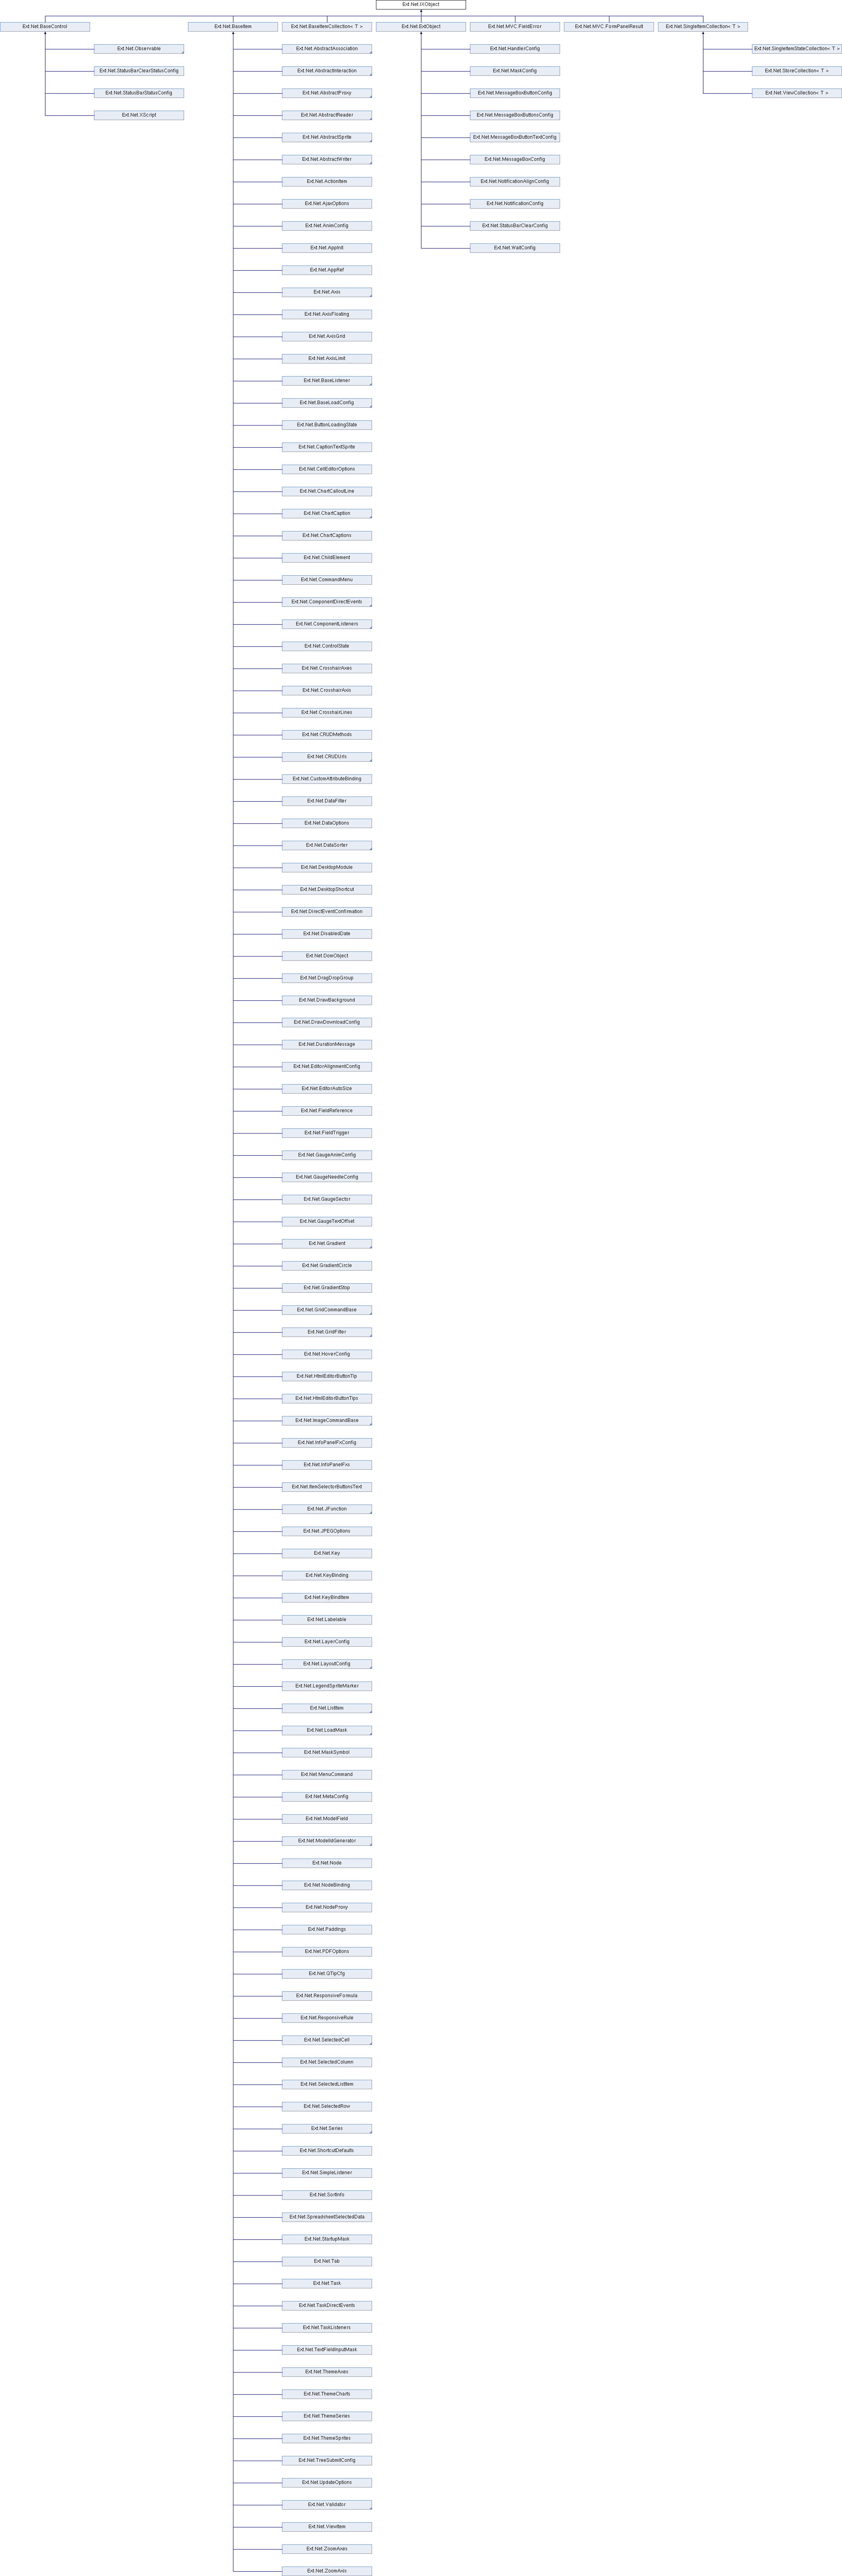 Ext.Net.IXObject
Ext.Net.BaseControl
Ext.Net.BaseItem
Ext.Net.BaseItemCollection< T >
Ext.Net.ExtObject
Ext.Net.MVC.FieldError
Ext.Net.MVC.FormPanelResult
Ext.Net.SingleItemCollection< T >
Ext.Net.Observable
Ext.Net.StatusBarClearStatusConfig
Ext.Net.StatusBarStatusConfig
Ext.Net.XScript
Ext.Net.AbstractAssociation
Ext.Net.AbstractInteraction
Ext.Net.AbstractProxy
Ext.Net.AbstractReader
Ext.Net.AbstractSprite
Ext.Net.AbstractWriter
Ext.Net.ActionItem
Ext.Net.AjaxOptions
Ext.Net.AnimConfig
Ext.Net.AppInit
Ext.Net.AppRef
Ext.Net.Axis
Ext.Net.AxisFloating
Ext.Net.AxisGrid
Ext.Net.AxisLimit
Ext.Net.BaseListener
Ext.Net.BaseLoadConfig
Ext.Net.ButtonLoadingState
Ext.Net.CaptionTextSprite
Ext.Net.CellEditorOptions
Ext.Net.ChartCalloutLine
Ext.Net.ChartCaption
Ext.Net.ChartCaptions
Ext.Net.ChildElement
Ext.Net.CommandMenu
Ext.Net.ComponentDirectEvents
Ext.Net.ComponentListeners
Ext.Net.ControlState
Ext.Net.CrosshairAxes
Ext.Net.CrosshairAxis
Ext.Net.CrosshairLines
Ext.Net.CRUDMethods
Ext.Net.CRUDUrls
Ext.Net.CustomAttributeBinding
Ext.Net.DataFilter
Ext.Net.DataOptions
Ext.Net.DataSorter
Ext.Net.DesktopModule
Ext.Net.DesktopShortcut
Ext.Net.DirectEventConfirmation
Ext.Net.DisabledDate
Ext.Net.DomObject
Ext.Net.DragDropGroup
Ext.Net.DrawBackground
Ext.Net.DrawDownloadConfig
Ext.Net.DurationMessage
Ext.Net.EditorAlignmentConfig
Ext.Net.EditorAutoSize
Ext.Net.FieldReference
Ext.Net.FieldTrigger
Ext.Net.GaugeAnimConfig
Ext.Net.GaugeNeedleConfig
Ext.Net.GaugeSector
Ext.Net.GaugeTextOffset
Ext.Net.Gradient
Ext.Net.GradientCircle
Ext.Net.GradientStop
Ext.Net.GridCommandBase
Ext.Net.GridFilter
Ext.Net.HoverConfig
Ext.Net.HtmlEditorButtonTip
Ext.Net.HtmlEditorButtonTips
Ext.Net.ImageCommandBase
Ext.Net.InfoPanelFxConfig
Ext.Net.InfoPanelFxs
Ext.Net.ItemSelectorButtonsText
Ext.Net.JFunction
Ext.Net.JPEGOptions
Ext.Net.Key
Ext.Net.KeyBinding
Ext.Net.KeyBindItem
Ext.Net.Labelable
Ext.Net.LayerConfig
Ext.Net.LayoutConfig
Ext.Net.LegendSpriteMarker
Ext.Net.ListItem
Ext.Net.LoadMask
Ext.Net.MaskSymbol
Ext.Net.MenuCommand
Ext.Net.MetaConfig
Ext.Net.ModelField
Ext.Net.ModelIdGenerator
Ext.Net.Node
Ext.Net.NodeBinding
Ext.Net.NodeProxy
Ext.Net.Paddings
Ext.Net.PDFOptions
Ext.Net.QTipCfg
Ext.Net.ResponsiveFormula
Ext.Net.ResponsiveRule
Ext.Net.SelectedCell
Ext.Net.SelectedColumn
Ext.Net.SelectedListItem
Ext.Net.SelectedRow
Ext.Net.Series
Ext.Net.ShortcutDefaults
Ext.Net.SimpleListener
Ext.Net.SortInfo
Ext.Net.SpreadsheetSelectedData
Ext.Net.StartupMask
Ext.Net.Tab
Ext.Net.Task
Ext.Net.TaskDirectEvents
Ext.Net.TaskListeners
Ext.Net.TextFieldInputMask
Ext.Net.ThemeAxes
Ext.Net.ThemeCharts
Ext.Net.ThemeSeries
Ext.Net.ThemeSprites
Ext.Net.TreeSubmitConfig
Ext.Net.UpdateOptions
Ext.Net.Validator
Ext.Net.ViewItem
Ext.Net.ZoomAxes
Ext.Net.ZoomAxis
Ext.Net.HandlerConfig
Ext.Net.MaskConfig
Ext.Net.MessageBoxButtonConfig
Ext.Net.MessageBoxButtonsConfig
Ext.Net.MessageBoxButtonTextConfig
Ext.Net.MessageBoxConfig
Ext.Net.NotificationAlignConfig
Ext.Net.NotificationConfig
Ext.Net.StatusBarClearConfig
Ext.Net.WaitConfig
Ext.Net.SingleItemStateCollection< T >
Ext.Net.StoreCollection< T >
Ext.Net.ViewCollection< T >